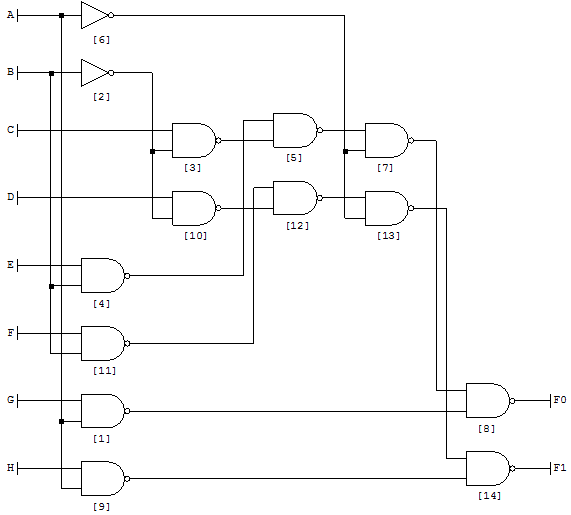 A
[6]
B
[2]
C
[3]
[5]
[7]
D
[10]
[12]
[13]
E
[4]
F
[11]
G
[1]
[8]
F0
H
[9]
[14]
F1